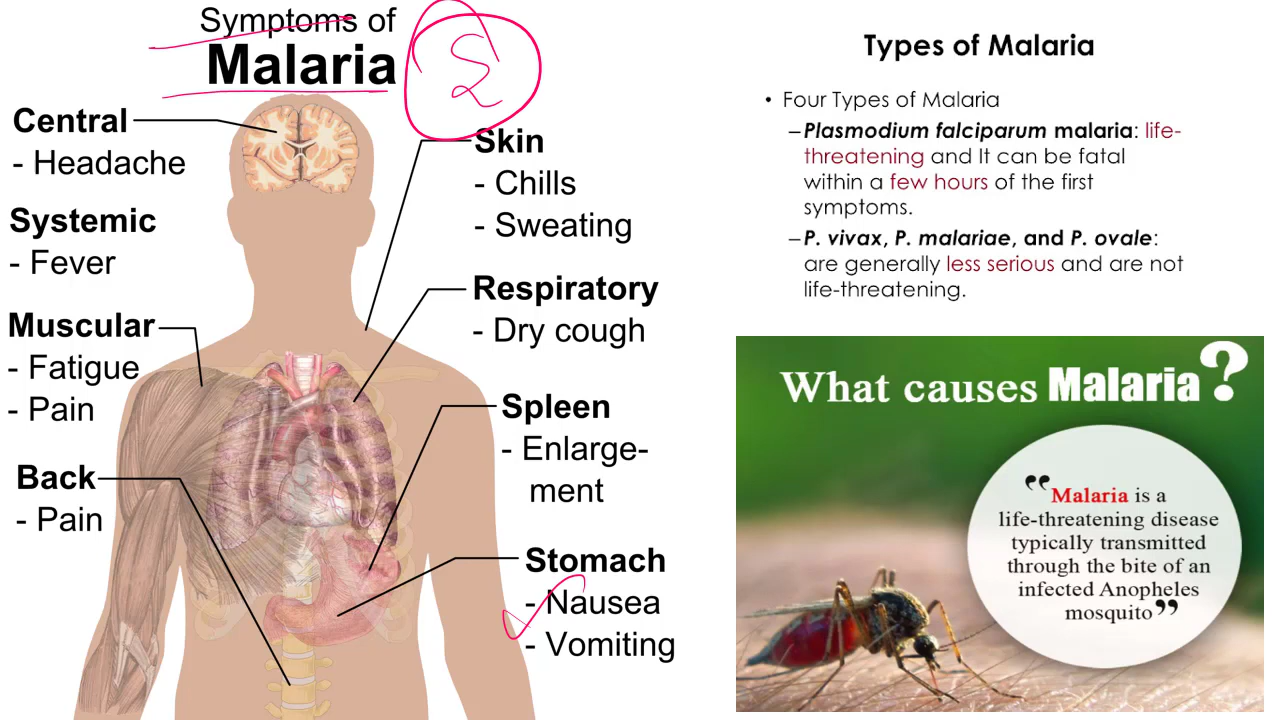 Symptoms of
Malaria
Central
- Headache
Systemic
- Fever
Muscular
- Fatigue
- Pain
Back
- Pain
Skin
- Chills
- Sweating
Respiratory
- Dry cough
Spleen
- Enlarge-
ment
Stomach
- Nausea
- Vomiting
Types of Malaria
• Four Types of Malaria
–Plasmodium falciparum malaria: life-
threatening and It can be fatal
within a few hours of the first
symptoms.
–P. vivax, P. malariae, and P. ovale:
are generally less serious and are not
life-threatening.
What causes Malaria?
“Malaria is a
life-threatening disease
typically transmitted
through the bite of an
infected Anopheles
mosquito”